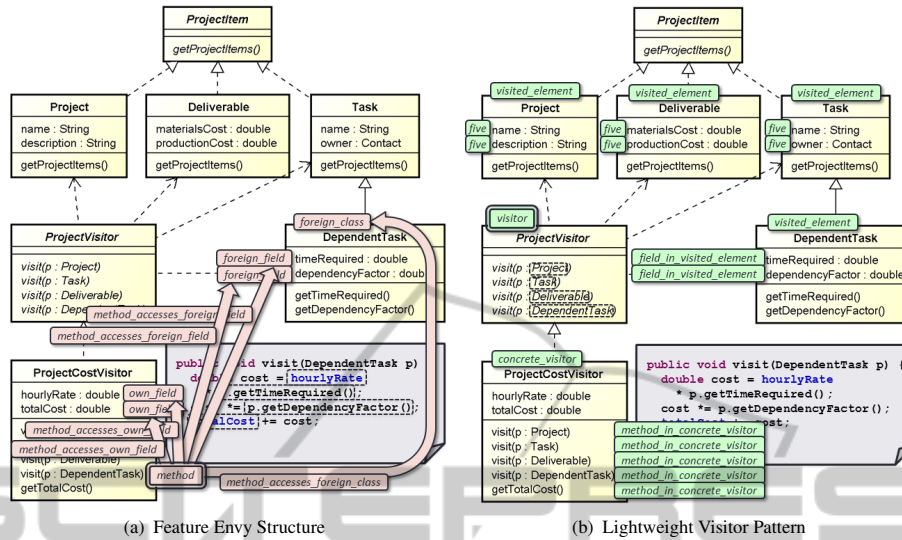 ProjectItem
getProjectItems()
Project
name : String
description : String
getProjectItems()
Deliverable
materialsCost : double
productionCost : double
getProjectItems()
Task
name : String
owner : Contact
getProjectItems()
foreign_class
ProjectVisitor
visit(p : Project)
visit(p : Task)
visit(p : Deliverable)
visit(p :
foreign_field
foreign_field
DependentTask
timeRequired : double
dependencyFactor :
getTimeRequired()
getDependencyFactor()
method_accesses_foreign_field
method_accesses_foreign_field
ProjectCostVisitor
hourlyRate : double
totalCost : double
visit(p : Deliverable)
visit(p : DependentTask)
getTotalCost()
own_field
own_field
method_accesses_own_field
method_accesses_own_field
method
method_accesses_foreign_class
visit(DependentTask p)
cost = hourlyRate
.getTimeRequired();
*= p.getDependencyFactor();
+= cost;
(a) Feature Envy Structure
ProjectItem
getProjectItems()
visited_element
Project
five
name : String
five
description : String
getProjectItems()
visited_element
Deliverable
five
materialsCost : double
five
productionCost : double
getProjectItems()
visited_element
Task
five
name : String
five
owner : Contact
getProjectItems()
visitor
ProjectVisitor
visit(p : Project)
visit(p : Task)
visit(p : Deliverable)
visit(p : DependentTask)
visited_element
DependentTask
field_in_visited_element
timeRequired : double
field_in_visited_element
dependencyFactor :
getTimeRequired()
getDependencyFactor()
concrete_visitor
ProjectCostVisitor
hourlyRate : double
totalCost : double
visit(p : Project)
visit(p : Task)
visit(p : Deliverable)
visit(p : DependentTask)
getTotalCost()
method_in_concrete_visitor
method_in_concrete_visitor
method_in_concrete_visitor
method_in_concrete_visitor
method_in_concrete_visitor
public void visit(DependentTask p) {
double cost = hourlyRate
* p.getTimeRequired();
cost *= p.getDependencyFactor();
cost;
(b) Lightweight Visitor Pattern